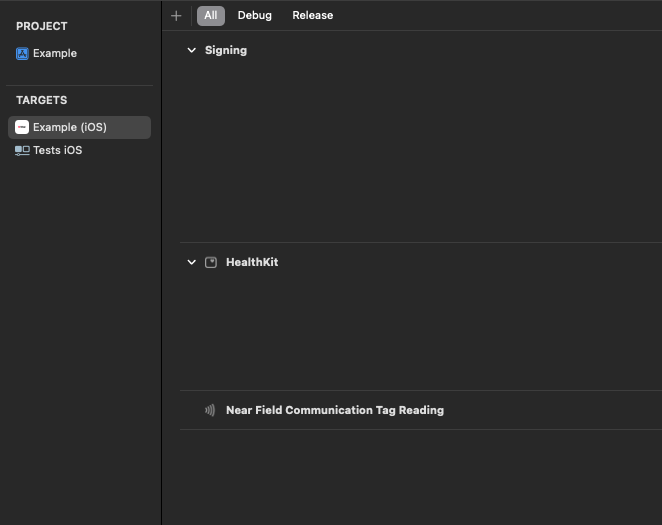 PROJECT
Example
TARGETS
Example (iOS)
Tests iOS
All Debug Release
Signing
HealthKit
Near Field Communication Tag Reading